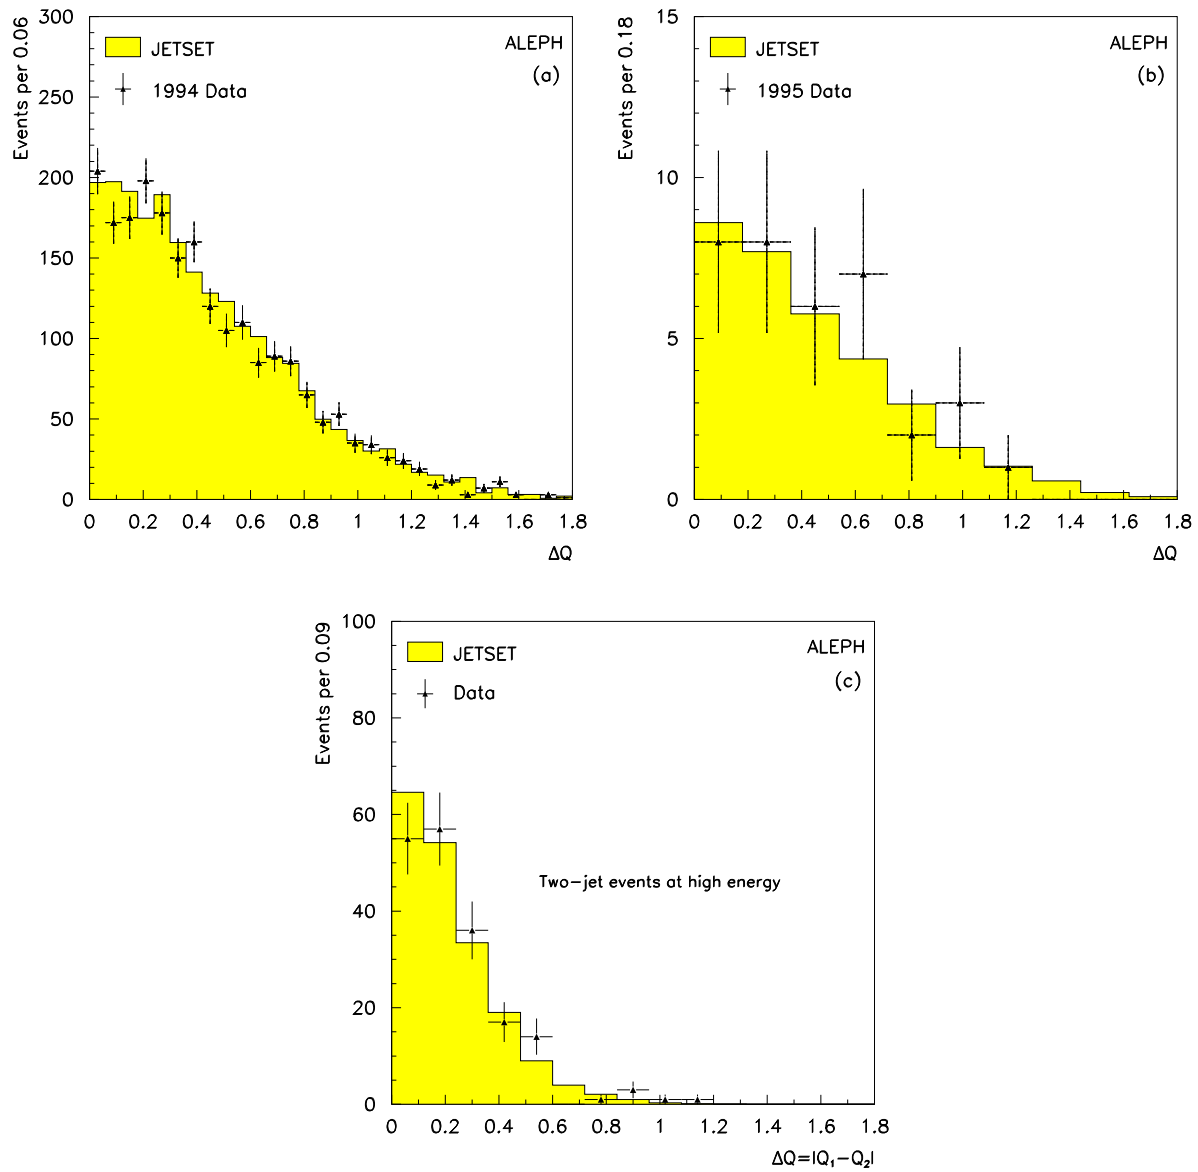 Events per 0.06
300
250
200
150
100
50
0
JETSET
1994 Data
ALEPH
(a)
0 0.2 0.4 0.6 0.8 1 1.2 1.4 1.6 1.8
ΔQ
Events per 0.18
15
10
5
0
JETSET
1995 Data
ALEPH
(b)
0 0.2 0.4 0.6 0.8 1 1.2 1.4 1.6 1.8
ΔQ
Events per 0.09
100
80
60
40
20
0
JETSET
Data
ALEPH
(c)
Two-jet events at high energy
0 0.2 0.4 0.6 0.8 1 1.2 1.4 1.6 1.8
ΔQ=|Q₁-Q₂|